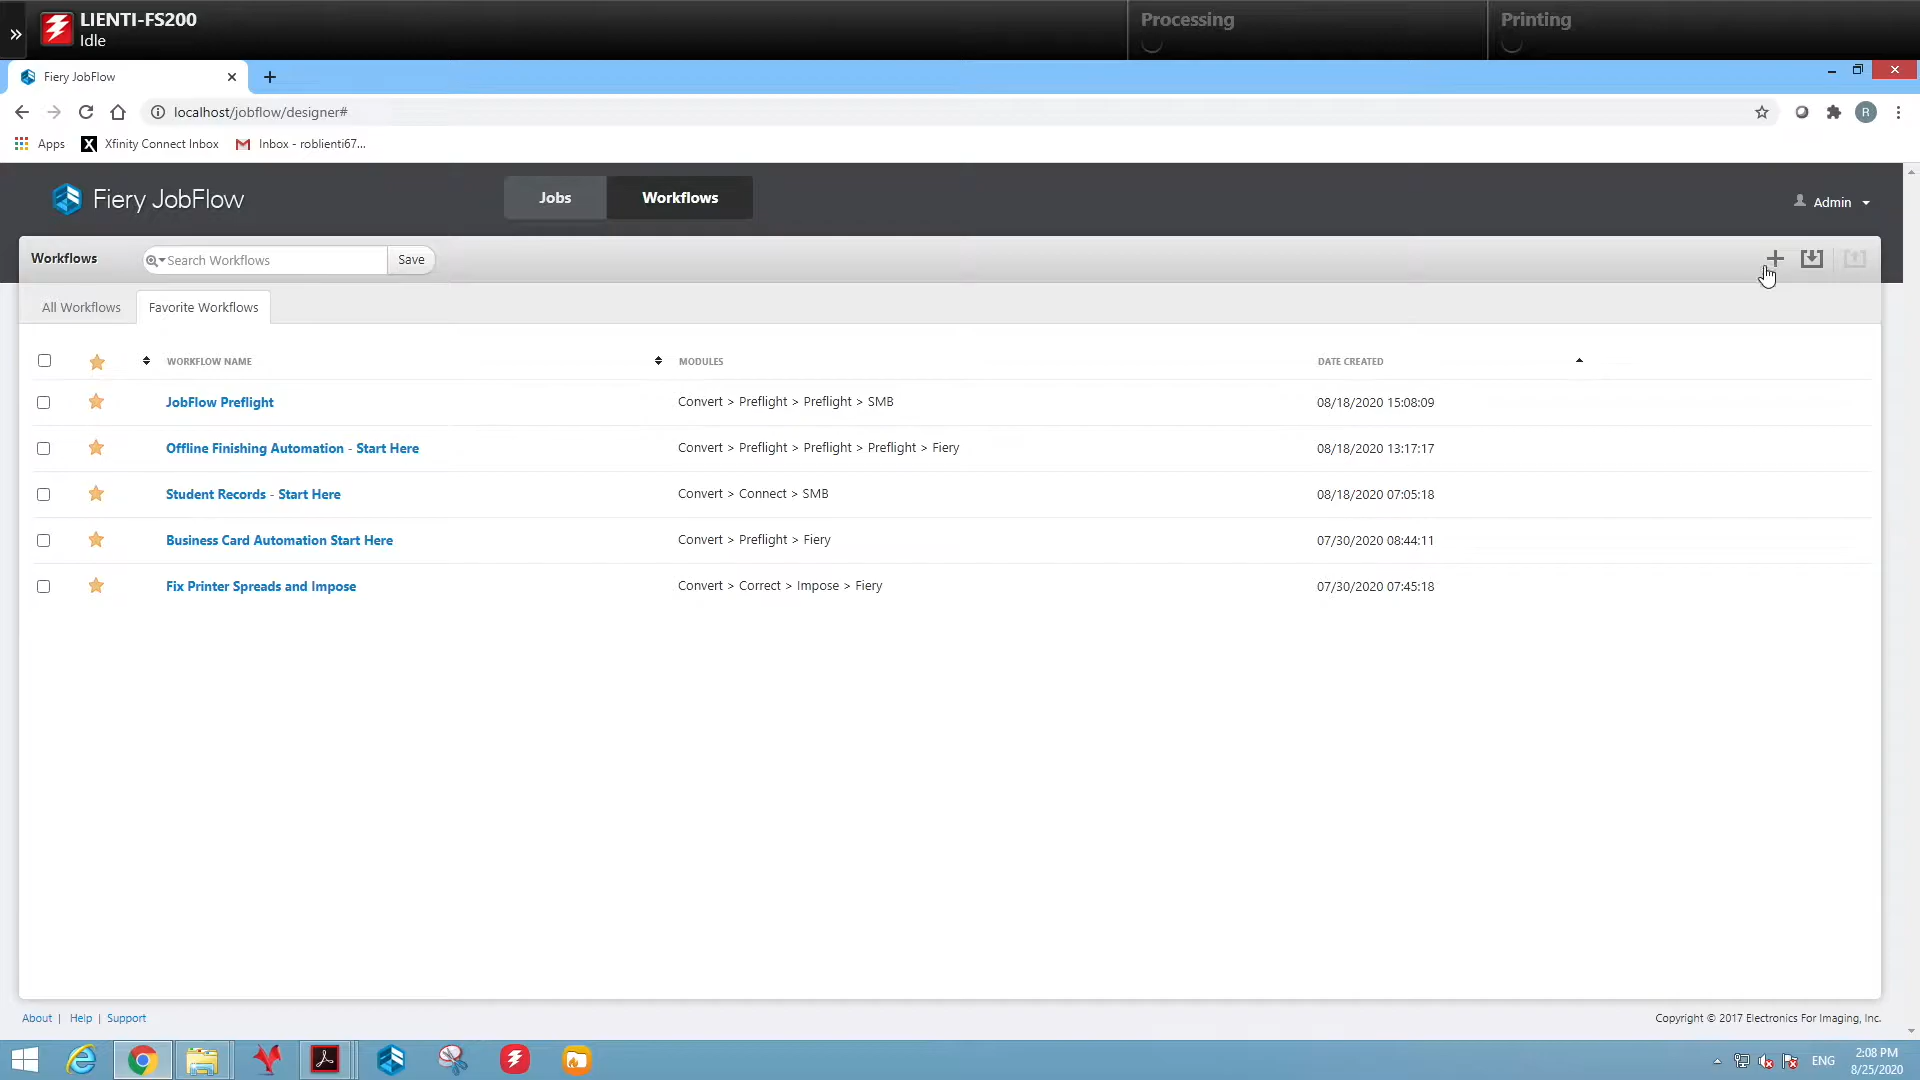 LIENTI-FS200
Idle
Processing
Printing
Fiery JobFlow
localhost/jobflow/designer#
R
Apps
Xfinity Connect Inbox
Inbox - roblienti67...
Fiery JobFlow
Jobs
Workflows
Admin
Workflows
Search Workflows
Save
All Workflows
Favorite Workflows
WORKFLOW NAME
MODULES
DATE CREATED
JobFlow Preflight
Convert > Preflight > Preflight > SMB
08/18/2020 15:08:09
Offline Finishing Automation - Start Here
Convert > Preflight > Preflight > Preflight > Fiery
08/18/2020 13:17:17
Student Records - Start Here
Convert > Connect > SMB
08/18/2020 07:05:18
Business Card Automation Start Here
Convert > Preflight > Fiery
07/30/2020 08:44:11
Fix Printer Spreads and Impose
Convert > Correct > Impose > Fiery
07/30/2020 07:45:18
About | Help | Support
Copyright © 2017 Electronics For Imaging, Inc.
ENG
2:08 PM
8/25/2020